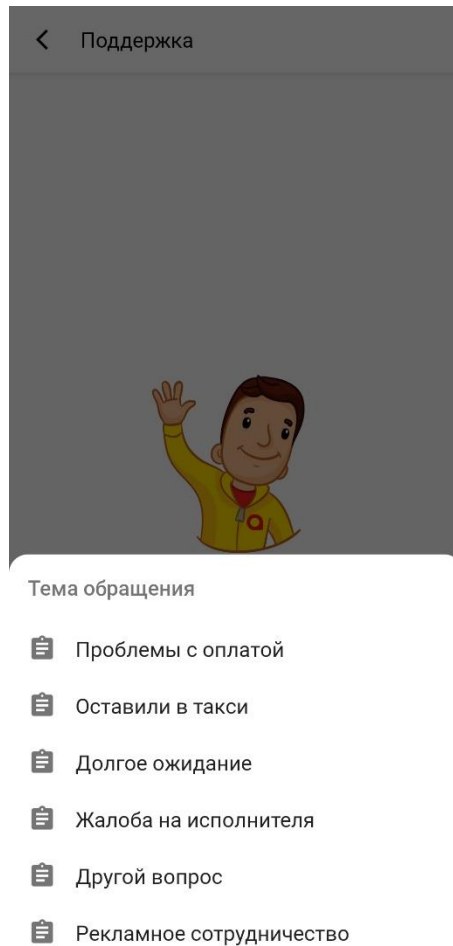 Поддержка
Тема обращения
Проблемы с оплатой
Оставили в такси
Долгое ожидание
Жалоба на исполнителя
Другой вопрос
Рекламное сотрудничество